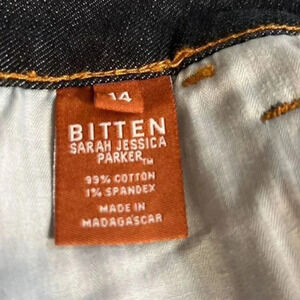 14
BITTEN
SARAH JESSICA
PARKER™
99% COTTON
1% SPANDEX
MADE IN
MADAGASCAR